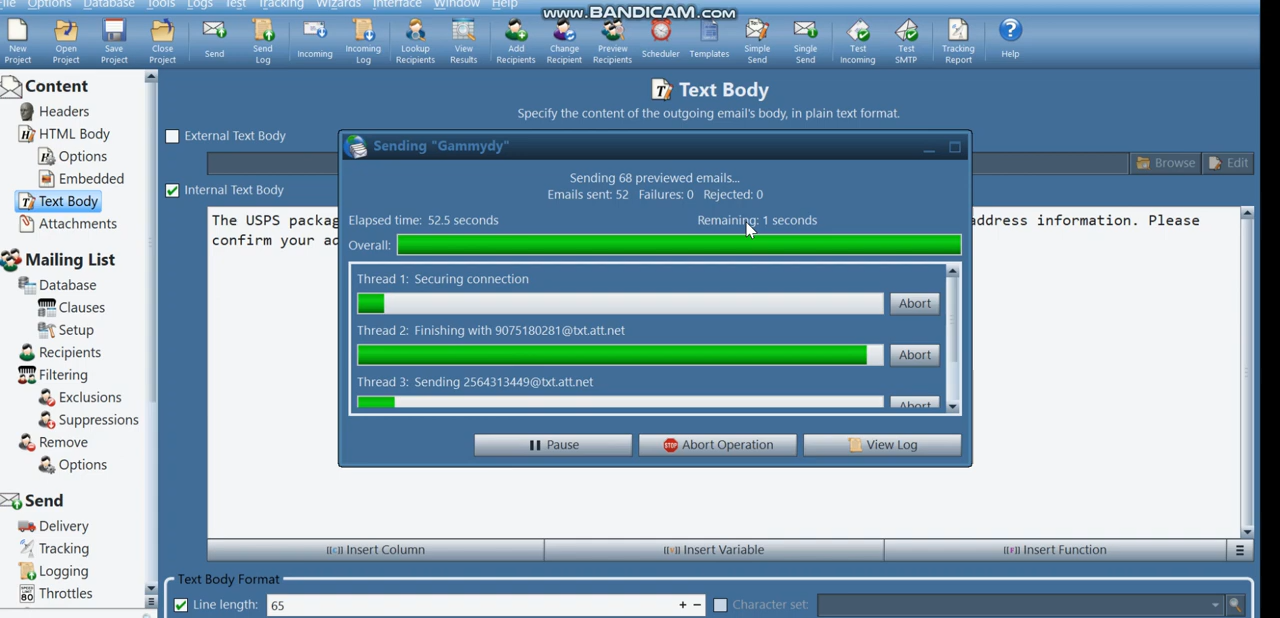 File Options Database Tools Logs Test Tracking Wizards Interface Window Help
www.BANDICAM.com
New Project
Open Project
Save Project
Close Project
Send
Send Log
Incoming
Incoming Log
Lookup Recipients
View Results
Add Recipients
Change Recipient
Preview Recipients
Scheduler
Templates
Simple Send
Single Send
Test Incoming
Test SMTP
Tracking Report
Help
Content
Headers
HTML Body
Options
Embedded
Text Body
Attachments
Mailing List
Database
Clauses
Setup
Recipients
Filtering
Exclusions
Suppressions
Remove
Options
Send
Delivery
Tracking
Logging
Throttles
Text Body
Specify the content of the outgoing email's body, in plain text format.
External Text Body
Browse
Edit
Internal Text Body
The USPS packag
address information. Please
confirm your ad
Sending "Gammydy"
Sending 68 previewed emails...
Emails sent: 52 Failures: 0 Rejected: 0
Elapsed time: 52.5 seconds
Remaining: 1 seconds
Overall:
Thread 1: Securing connection
Abort
Thread 2: Finishing with 9075180281@txt.att.net
Abort
Thread 3: Sending 2564313449@txt.att.net
Abort
Pause
STOP
Abort Operation
View Log
Insert Column
Insert Variable
Insert Function
Text Body Format
Line length: 65
+ −
Character set: